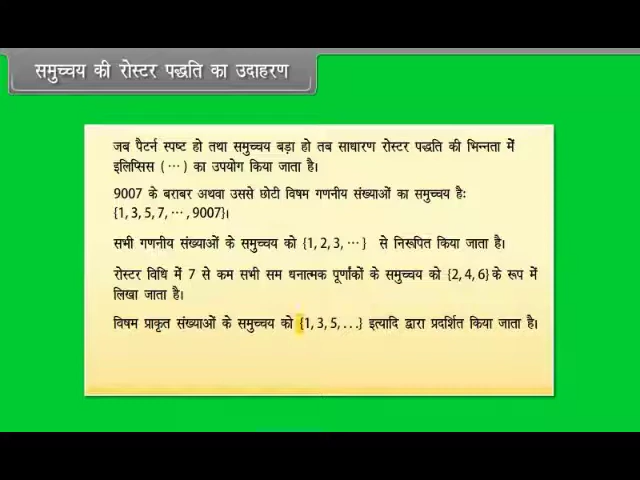 समुच्चय की रोस्टर पद्धति का उदाहरण
जब पैटर्न स्पष्ट हो तथा समुच्चय बड़ा हो तब साधारण रोस्टर पद्धति की भिन्नता में
इलिप्सिस (⋯) का उपयोग किया जाता है।
9007 के बराबर अथवा उससे छोटी विषम गणनीय संख्याओं का समुच्चय है:
{1, 3, 5, 7, ⋯ , 9007}।
सभी गणनीय संख्याओं के समुच्चय को {1, 2, 3, ⋯ } से निरूपित किया जाता है।
रोस्टर विधि में 7 से कम सभी सम धनात्मक पूर्णांकों के समुच्चय को {2, 4, 6} के रूप में
लिखा जाता है।
विषम प्राकृत संख्याओं के समुच्चय को {1, 3, 5, . . .} इत्यादि द्वारा प्रदर्शित किया जाता है।